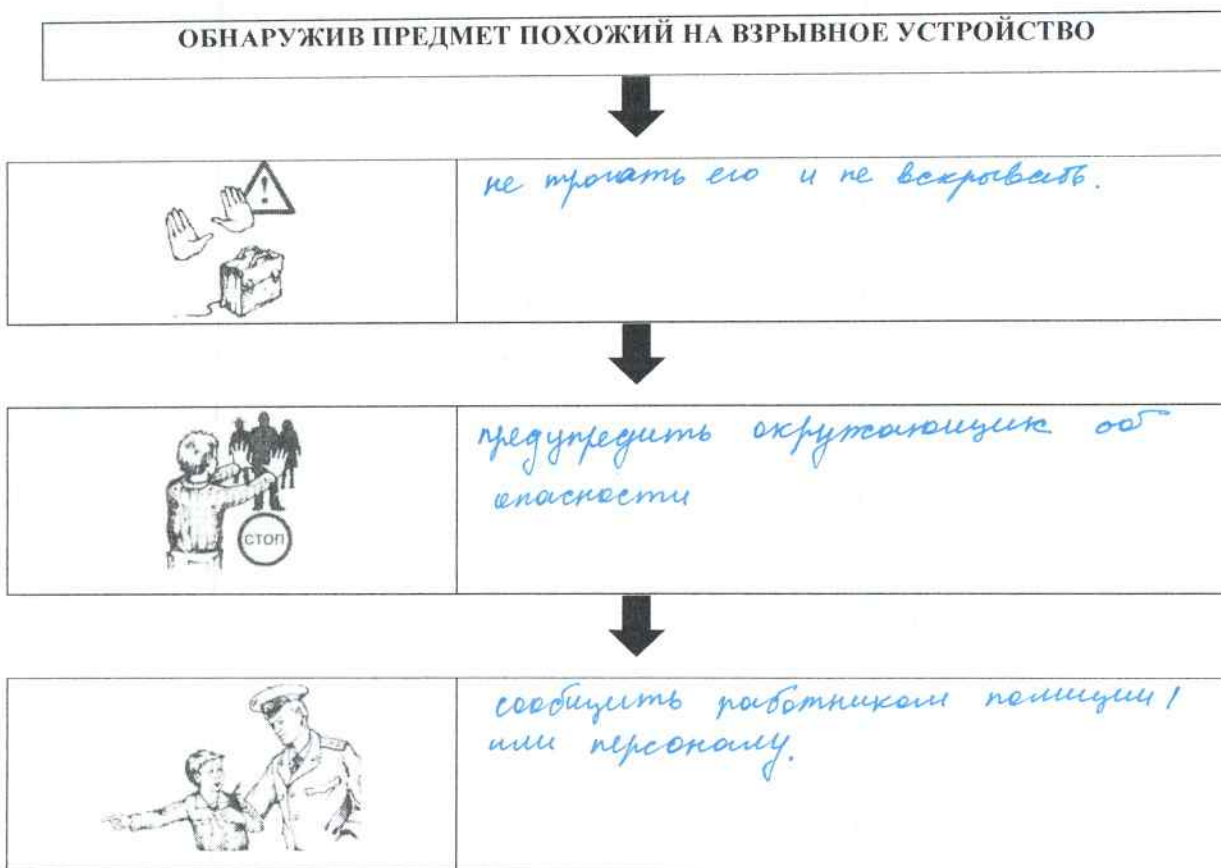 ОБНАРУЖИВ ПРЕДМЕТ ПОХОЖИЙ НА ВЗРЫВНОЕ УСТРОЙСТВО
не трогать его и не вскрывать.
предупредить окружающих об
опасности
СТОП
сообщить работникам полиции /
или персоналу.